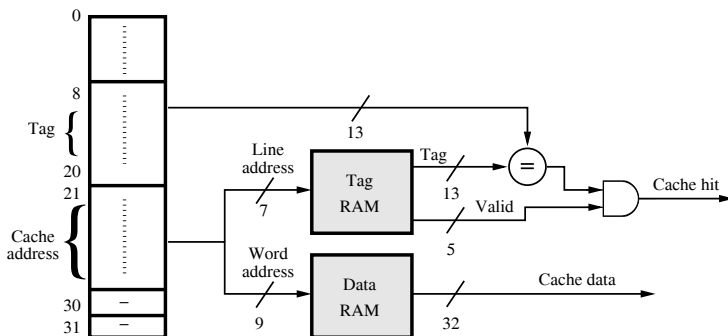 0
8
Tag
20
21
Cache
address
30
31
13
Line
address
7
Tag
RAM
Tag
13
=
Valid
5
Cache hit
Word
address
9
Data
RAM
32
Cache data